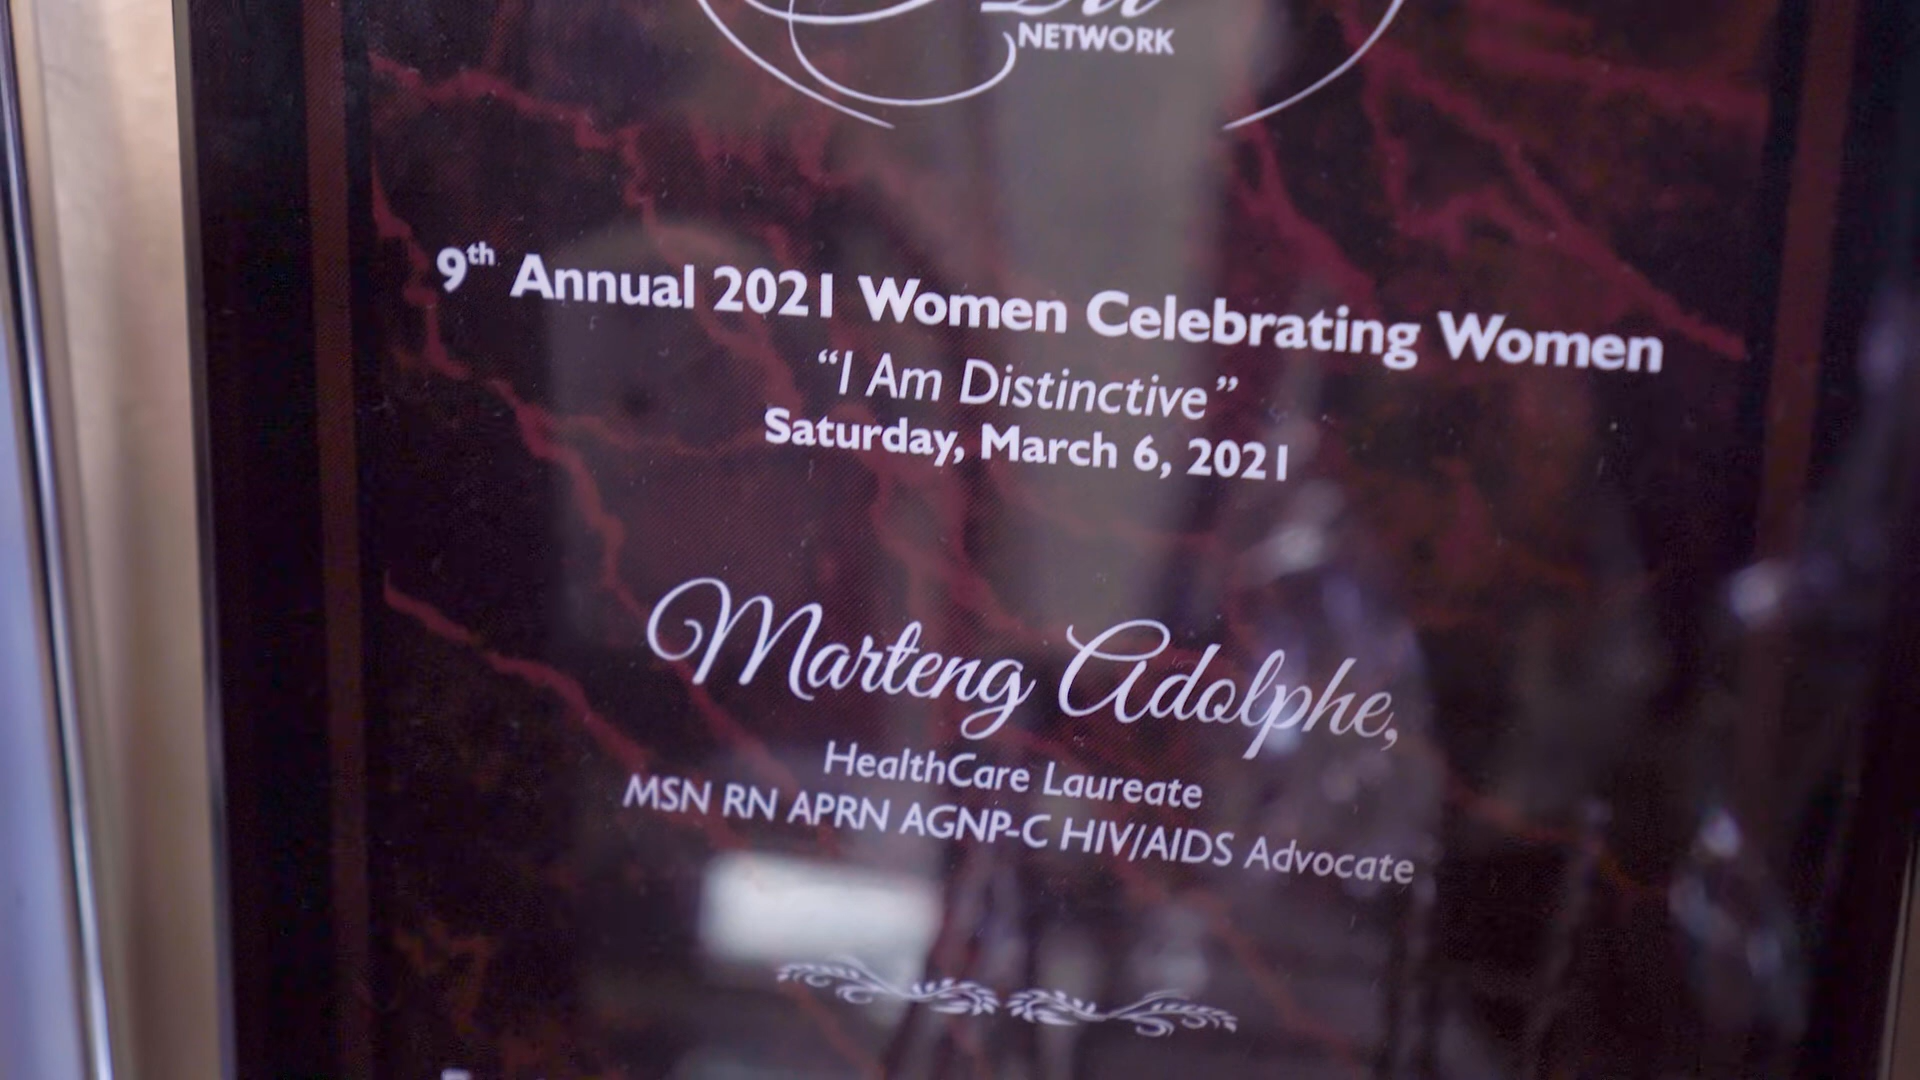 NETWORK
9th Annual 2021 Women Celebrating Women
“I Am Distinctive”
Saturday, March 6, 2021
Marteng Adolphe,
HealthCare Laureate
MSN RN APRN AGNP-C HIV/AIDS Advocate